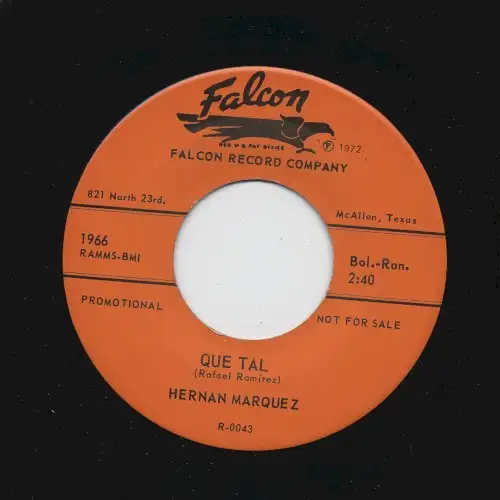 Falcon
REG U S PAT OFFICE
Ⓟ 1972
FALCON RECORD COMPANY
821 North 23rd.
McAllen, Texas
1966
RAMMS-BMI
Bol.-Ran.
2:40
PROMOTIONAL
NOT FOR SALE
QUE TAL
(Rafael Ramirez)
HERNAN MARQUEZ
R-0043